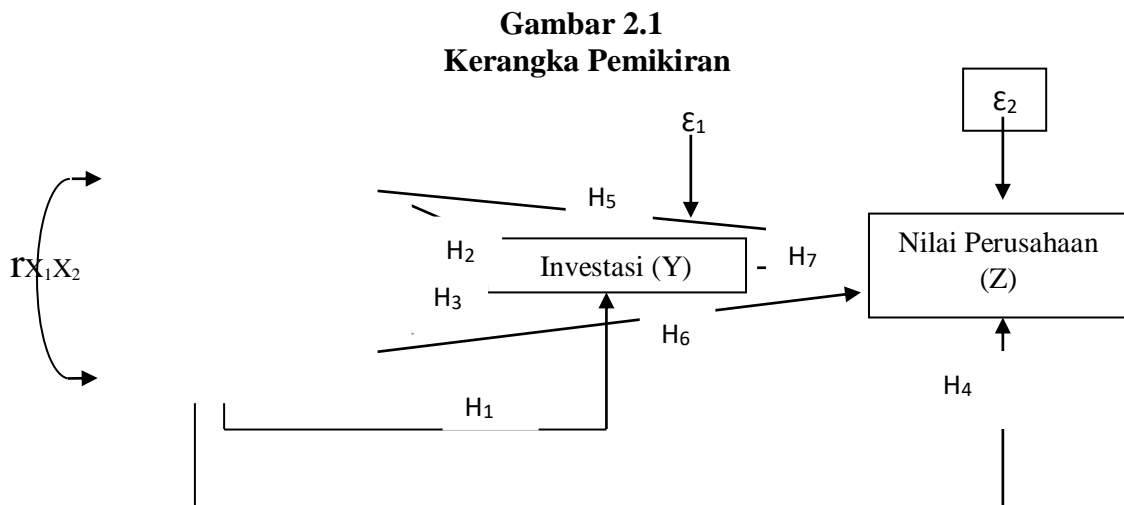 Gambar 2.1
Kerangka Pemikiran
ε₂
ε₁
H₅
H₂
Investasi (Y)
H₇
Nilai Perusahaan
(Z)
rX₁X₂
H₃
H₆
H₄
H₁